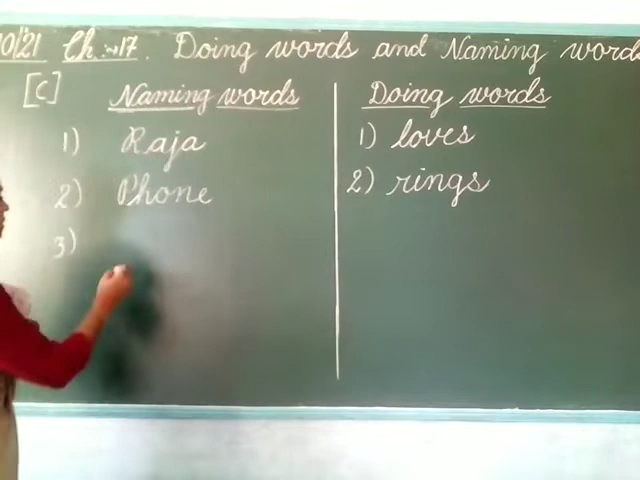 10/21 Ch:-17. Doing words and Naming words
[C] Naming words Doing words
1) Raja 1) loves
2) Phone 2) rings
3)